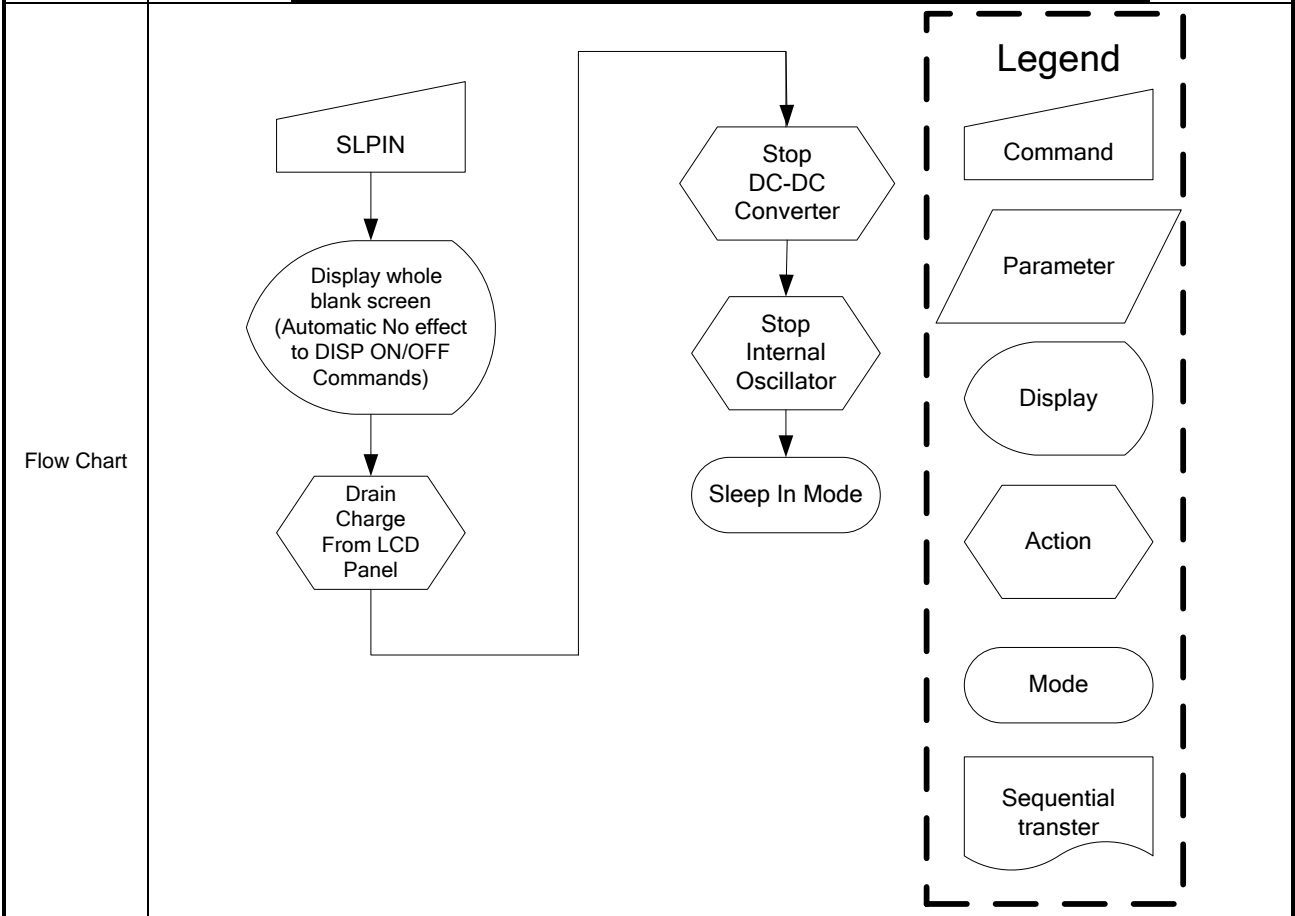 Flow Chart
SLPIN
Display whole
blank screen
(Automatic No effect
to DISP ON/OFF
Commands)
Drain
Charge
From LCD
Panel
Stop
DC-DC
Converter
Stop
Internal
Oscillator
Sleep In Mode
Legend
Command
Parameter
Display
Action
Mode
Sequential
transter